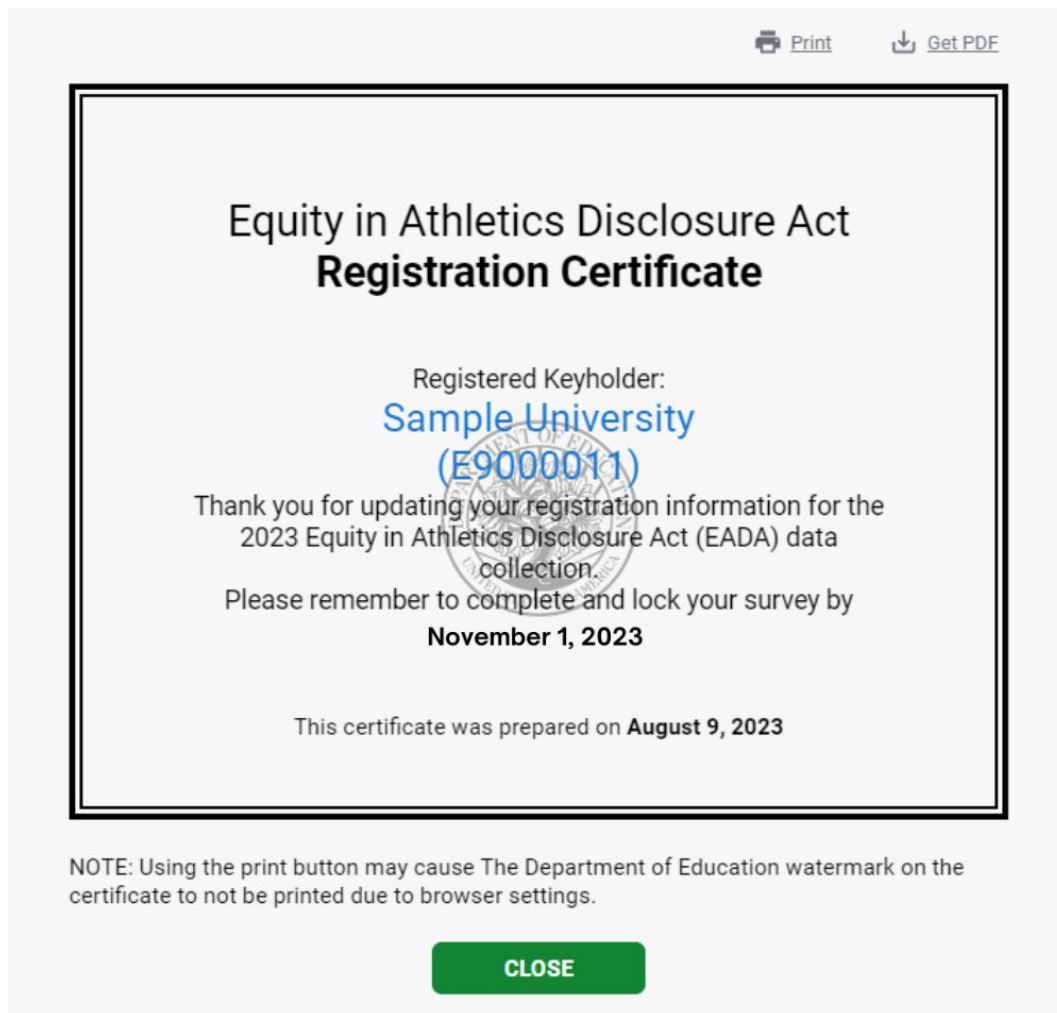 Print Get PDF
Equity in Athletics Disclosure Act
Registration Certificate
Registered Keyholder:
Sample University
(E9000011)
Thank you for updating your registration information for the
2023 Equity in Athletics Disclosure Act (EADA) data
collection.
Please remember to complete and lock your survey by
November 1, 2023
This certificate was prepared on August 9, 2023
NOTE: Using the print button may cause The Department of Education watermark on the
certificate to not be printed due to browser settings.
CLOSE